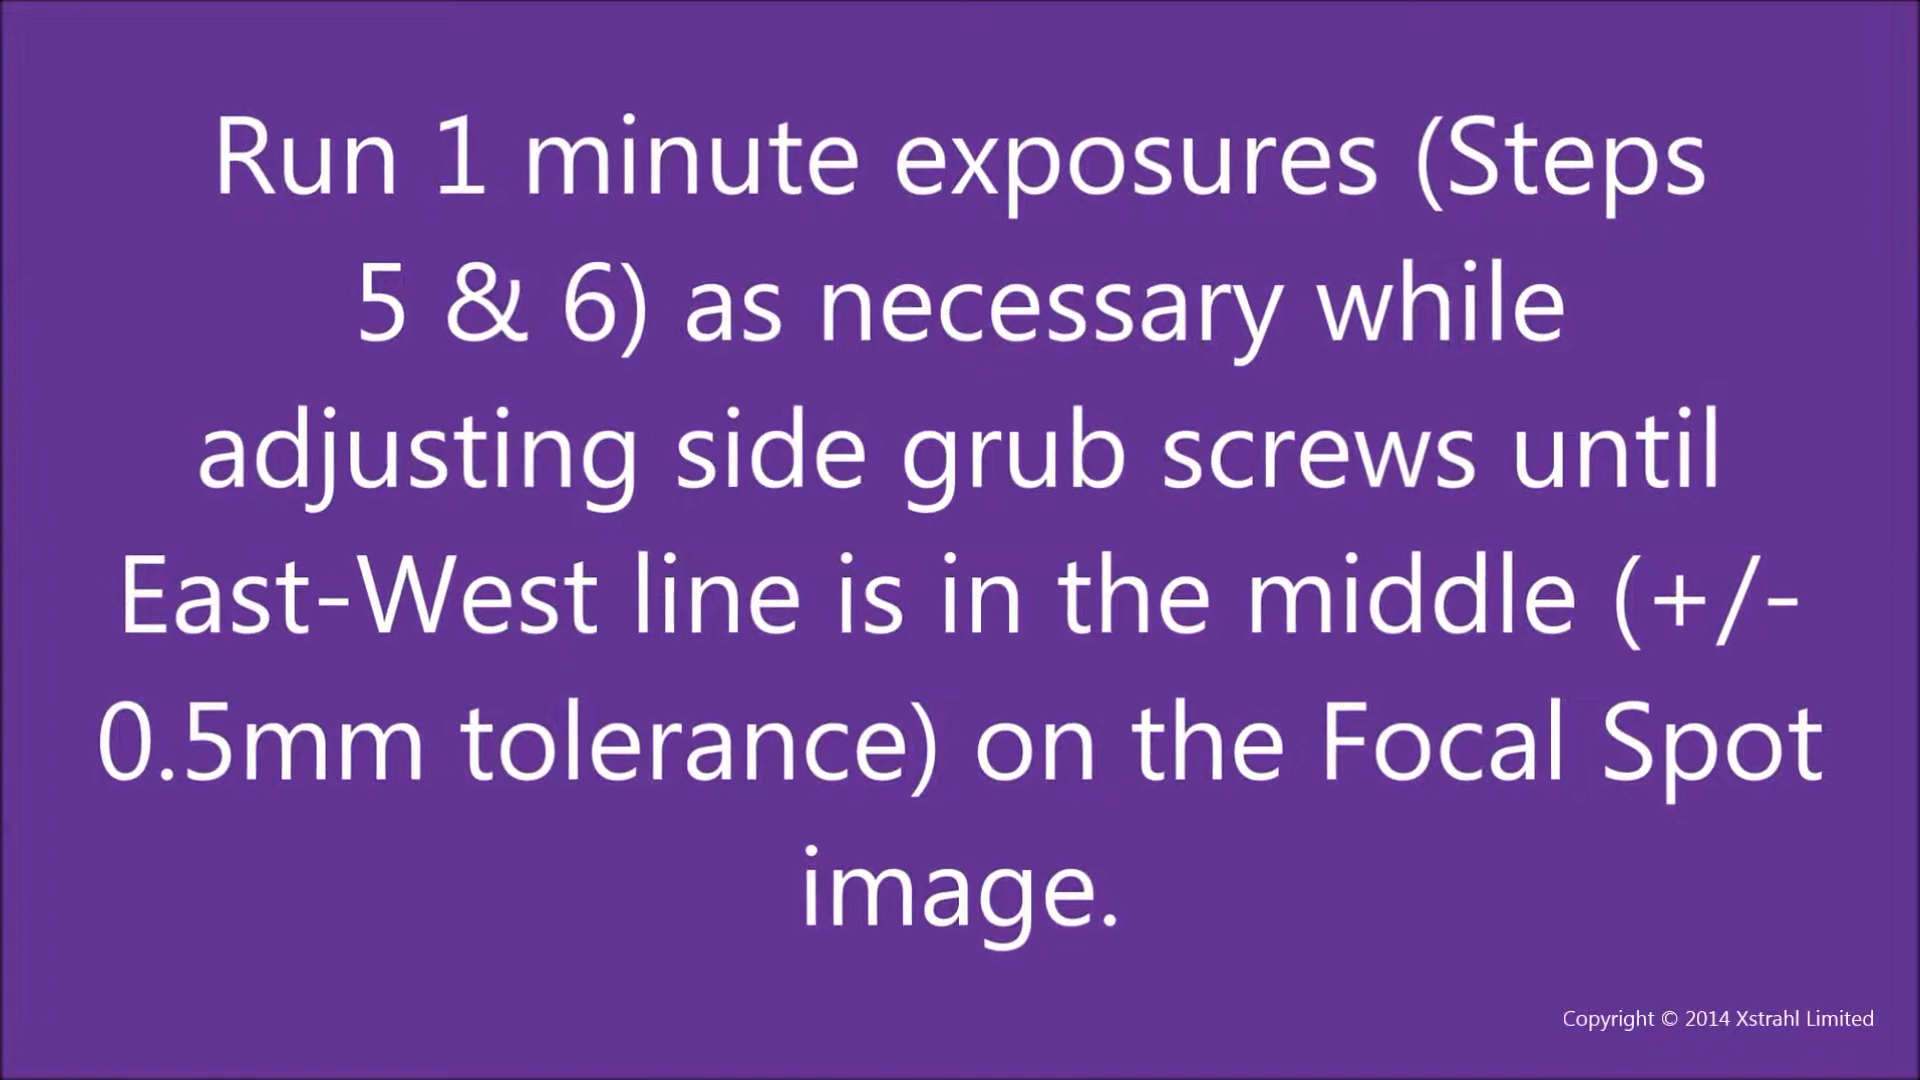 Run 1 minute exposures (Steps
5 & 6) as necessary while
adjusting side grub screws until
East-West line is in the middle (+/-
0.5mm tolerance) on the Focal Spot
image.
Copyright © 2014 Xstrahl Limited